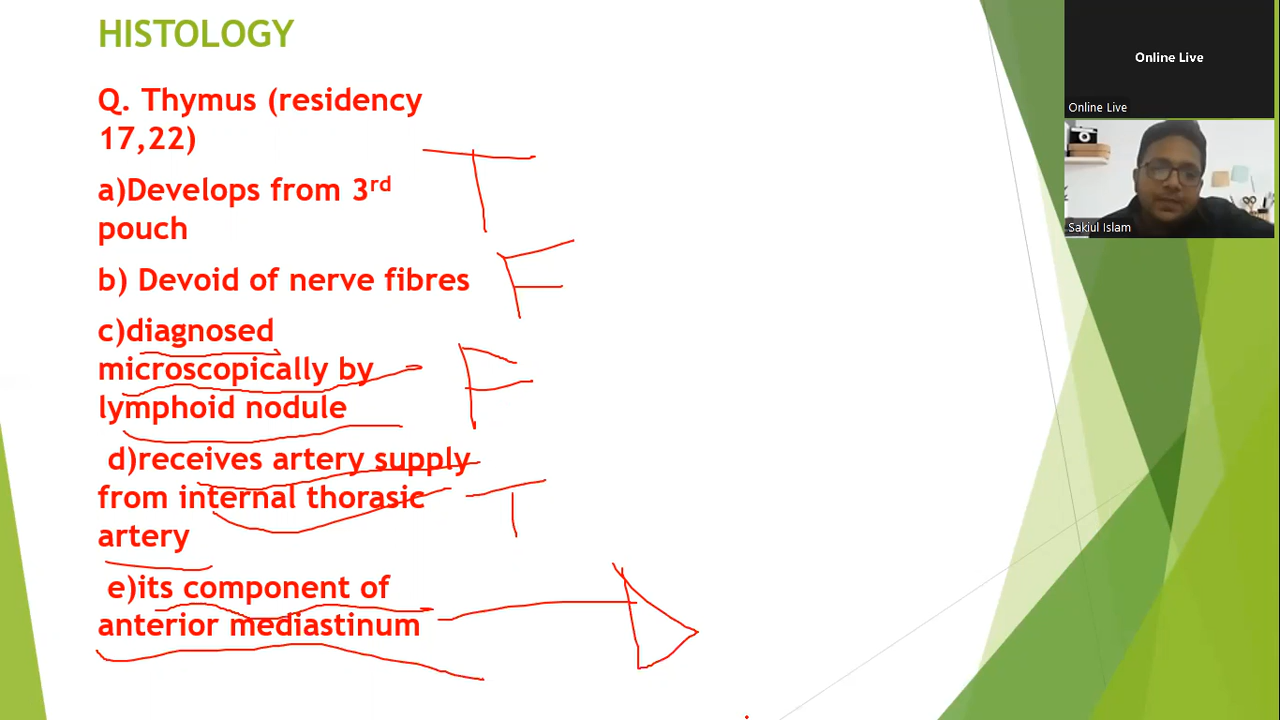 HISTOLOGY
Q. Thymus (residency
17,22)
T
a)Develops from 3rd
pouch
b) Devoid of nerve fibres
F
c)diagnosed
microscopically by
lymphoid nodule
F
d)receives artery supply
from internal thorasic
artery
T
e)its component of
anterior mediastinum
Online Live
Online Live
Sakiul Islam